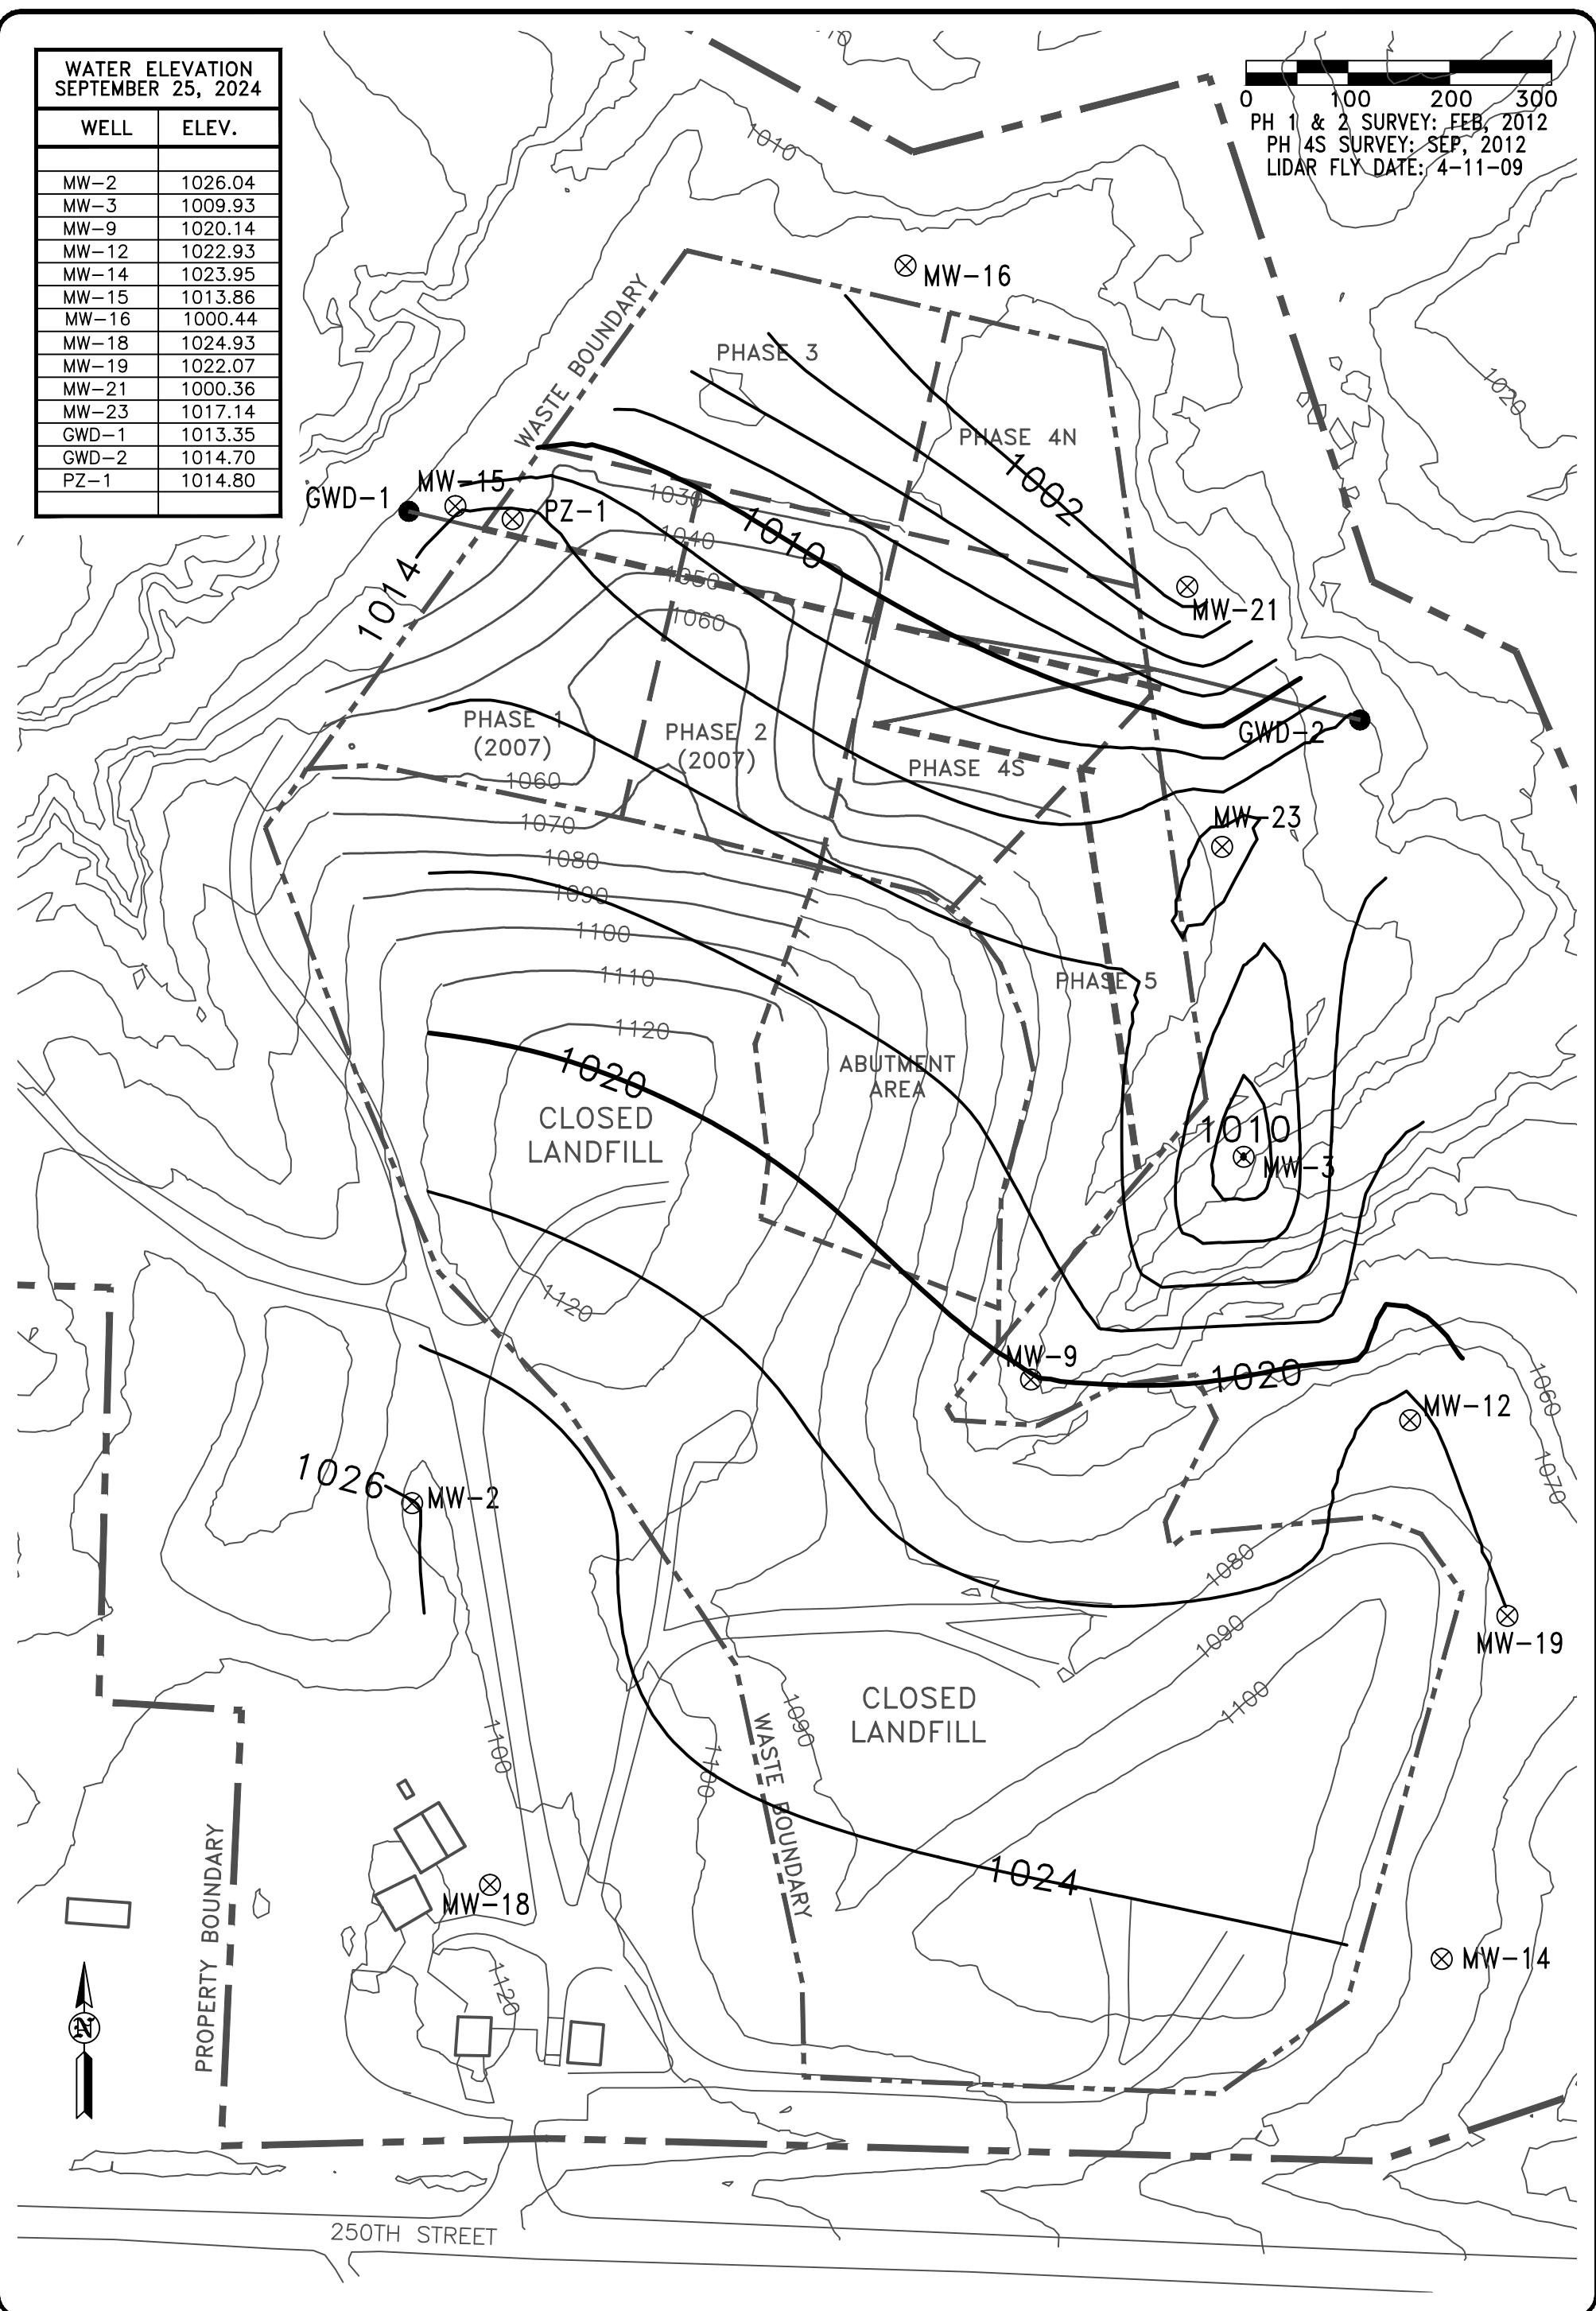 WATER ELEVATION
SEPTEMBER 25, 2024
WELL ELEV.
MW-2 1026.04
MW-3 1009.93
MW-9 1020.14
MW-12 1022.93
MW-14 1023.95
MW-15 1013.86
MW-16 1000.44
MW-18 1024.93
MW-19 1022.07
MW-21 1000.36
MW-23 1017.14
GWD-1 1013.35
GWD-2 1014.70
PZ-1 1014.80
0 100 200 300
PH 1 & 2 SURVEY: FEB, 2012
PH 4S SURVEY: SEP, 2012
LIDAR FLY DATE: 4-11-09
1010
MW-16
WASTE BOUNDARY
PHASE 3
1020
PHASE 4N
1002
MW-15
GWD-1
PZ-1
1030
1010
1040
1050
1014
1060
MW-21
PHASE 1
(2007)
PHASE 2
(2007)
GWD-2
PHASE 4S
1060
1070
MW-23
1080
1090
1100
1110
PHASE 5
1120
1020
ABUTMENT
AREA
CLOSED
LANDFILL
1010
MW-3
1120
MW-9
1020
1060
MW-12
1070
1026
MW-2
1080
1090
MW-19
1100
CLOSED
LANDFILL
1090
1100
1100
WASTE BOUNDARY
1024
MW-18
MW-14
PROPERTY BOUNDARY
1120
N
250TH STREET